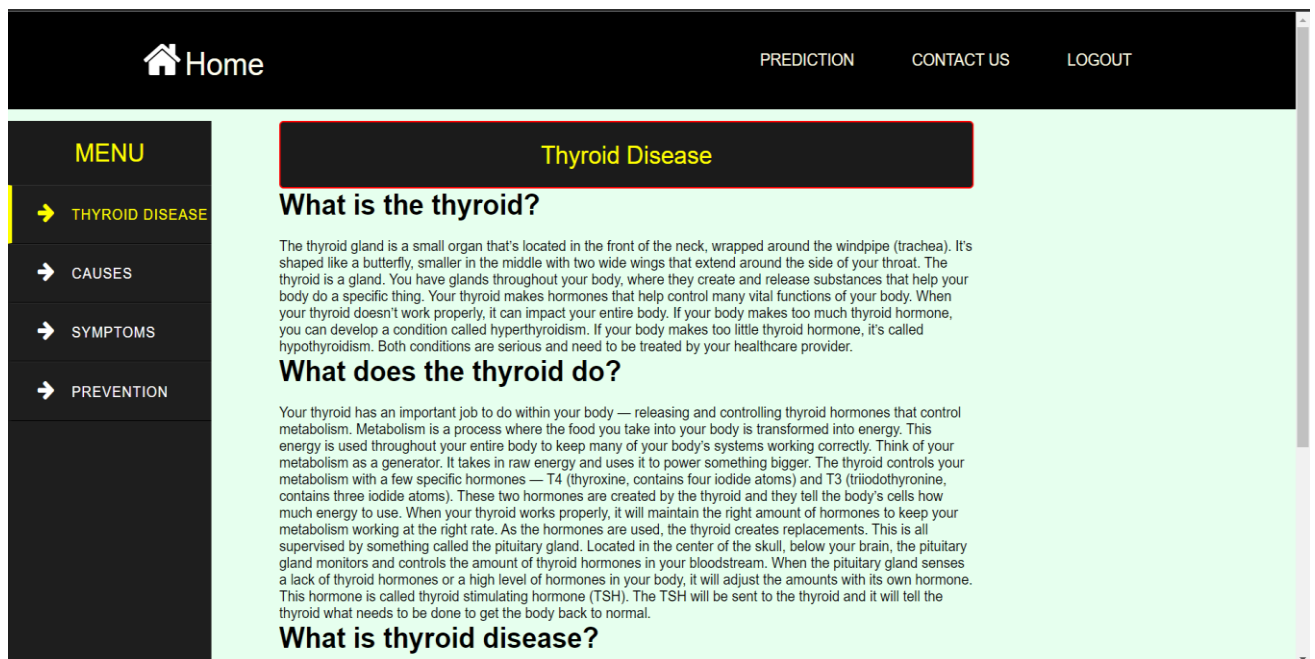 Home
PREDICTION
CONTACT US
LOGOUT
MENU
THYROID DISEASE
CAUSES
SYMPTOMS
PREVENTION
Thyroid Disease
What is the thyroid?
The thyroid gland is a small organ that's located in the front of the neck, wrapped around the windpipe (trachea). It's
shaped like a butterfly, smaller in the middle with two wide wings that extend around the side of your throat. The
thyroid is a gland. You have glands throughout your body, where they create and release substances that help your
body do a specific thing. Your thyroid makes hormones that help control many vital functions of your body. When
your thyroid doesn't work properly, it can impact your entire body. If your body makes too much thyroid hormone,
you can develop a condition called hyperthyroidism. If your body makes too little thyroid hormone, it's called
hypothyroidism. Both conditions are serious and need to be treated by your healthcare provider.
What does the thyroid do?
Your thyroid has an important job to do within your body — releasing and controlling thyroid hormones that control
metabolism. Metabolism is a process where the food you take into your body is transformed into energy. This
energy is used throughout your entire body to keep many of your body's systems working correctly. Think of your
metabolism as a generator. It takes in raw energy and uses it to power something bigger. The thyroid controls your
metabolism with a few specific hormones — T4 (thyroxine, contains four iodide atoms) and T3 (triiodothyronine,
contains three iodide atoms). These two hormones are created by the thyroid and they tell the body's cells how
much energy to use. When your thyroid works properly, it will maintain the right amount of hormones to keep your
metabolism working at the right rate. As the hormones are used, the thyroid creates replacements. This is all
supervised by something called the pituitary gland. Located in the center of the skull, below your brain, the pituitary
gland monitors and controls the amount of thyroid hormones in your bloodstream. When the pituitary gland senses
a lack of thyroid hormones or a high level of hormones in your body, it will adjust the amounts with its own hormone.
This hormone is called thyroid stimulating hormone (TSH). The TSH will be sent to the thyroid and it will tell the
thyroid what needs to be done to get the body back to normal.
What is thyroid disease?